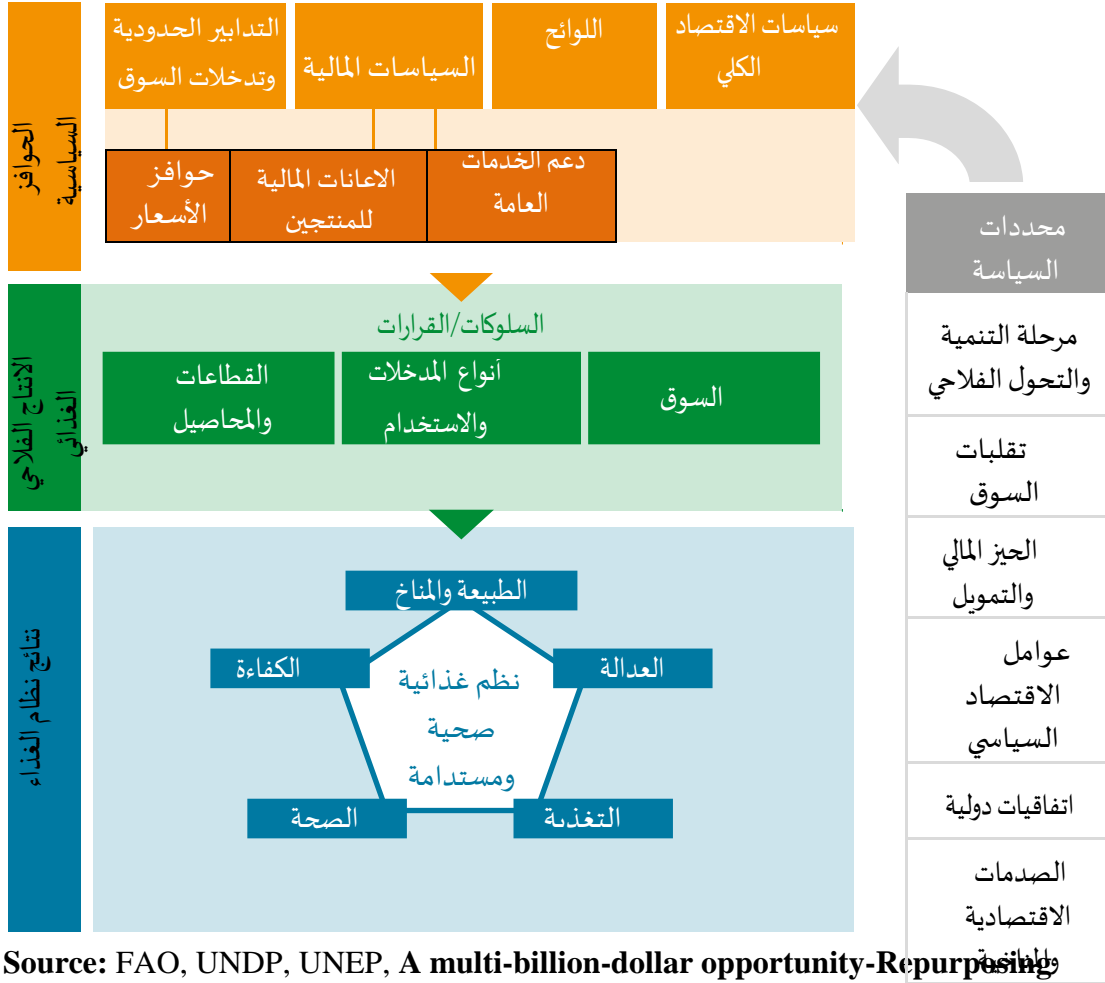 سياسات الاقتصاد
الكلي
اللوائح
السياسات المالية
التدابير الحدودية
وتدخلات السوق
الحوافز
السياسية
دعم الخدمات
العامة
الاعانات المالية
للمنتجين
حوافز
الأسعار
محددات
السياسة
مرحلة التنمية
والتحول الفلاحي
تقلبات
السوق
الحيز المالي
والتمويل
عوامل
الاقتصاد
السياسي
اتفاقيات دولية
الصدمات
الاقتصادية
الانتاج الفلاحي
الغذائي
السلوكات/القرارات
السوق
أنواع المدخلات
والاستخدام
القطاعات
والمحاصيل
نتائج نظام الغذاء
الطبيعة والمناخ
العدالة
الكفاءة
نظم غذائية
صحية
ومستدامة
التغذية
الصحة
Source: FAO, UNDP, UNEP, A multi-billion-dollar opportunity-Repurposing